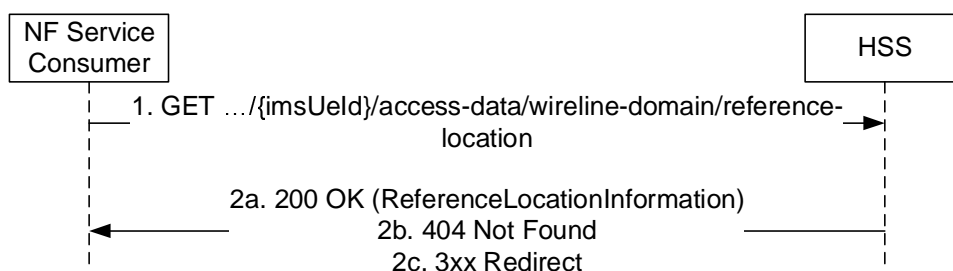 NF Service
Consumer
HSS
1. GET …/{imsUeId}/access-data/wireline-domain/reference-
location
2a. 200 OK (ReferenceLocationInformation)
2b. 404 Not Found
2c. 3xx Redirect